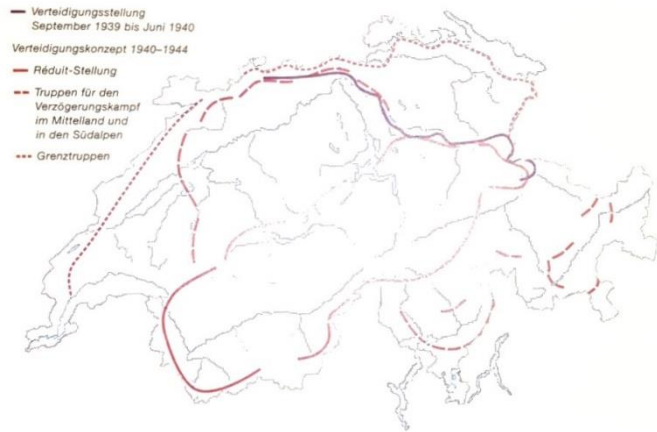 Verteidigungsstellung
September 1939 bis Juni 1940
Verteidigungskonzept 1940–1944
Réduit-Stellung
Truppen für den
Verzögerungskampf
im Mittelland und
in den Südalpen
Grenztruppen